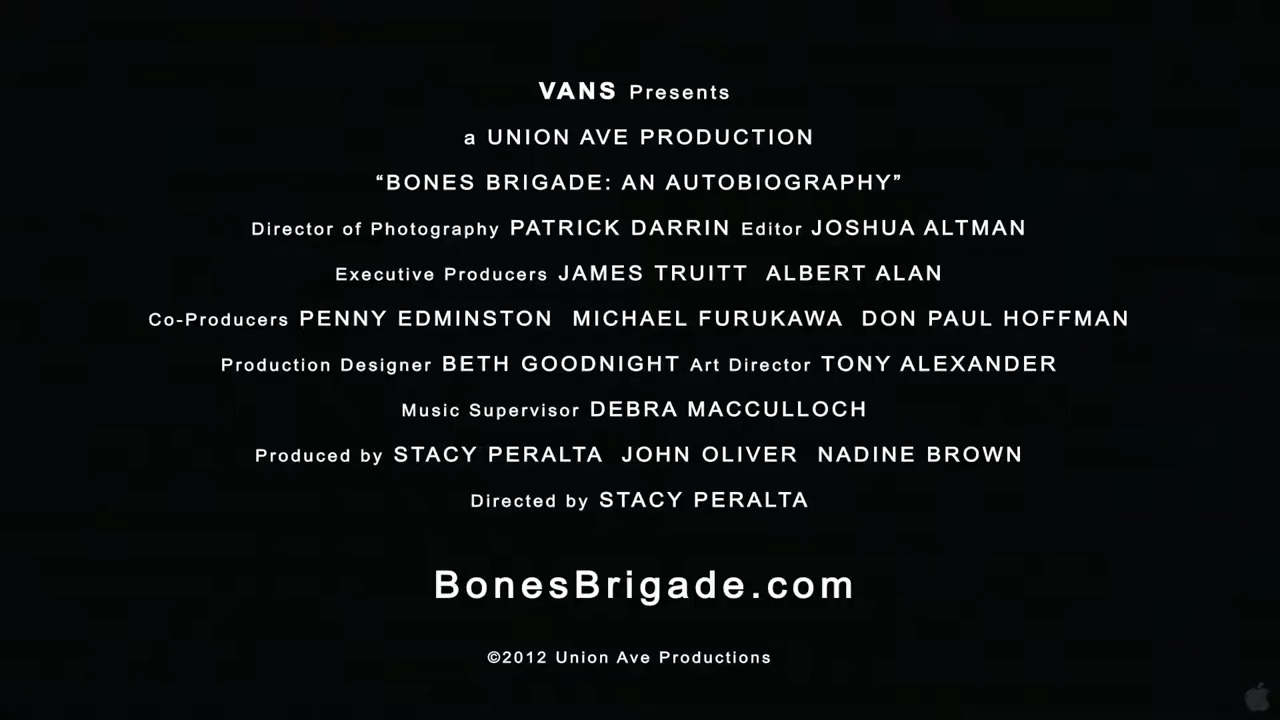 VANS Presents
a UNION AVE PRODUCTION
“BONES BRIGADE: AN AUTOBIOGRAPHY”
Director of Photography PATRICK DARRIN Editor JOSHUA ALTMAN
Executive Producers JAMES TRUITT ALBERT ALAN
Co-Producers PENNY EDMINSTON MICHAEL FURUKAWA DON PAUL HOFFMAN
Production Designer BETH GOODNIGHT Art Director TONY ALEXANDER
Music Supervisor DEBRA MACCULLOCH
Produced by STACY PERALTA JOHN OLIVER NADINE BROWN
Directed by STACY PERALTA
BonesBrigade.com
©2012 Union Ave Productions